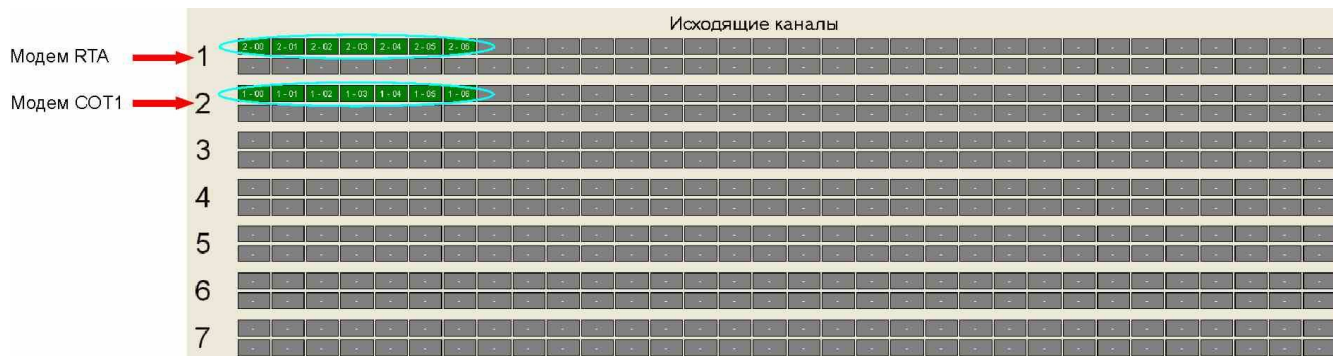 Исходящие каналы
Модем RTA
1
2 - 00 2 - 01 2 - 02 2 - 03 2 - 04 2 - 05 2 - 06
Модем COT1
2
1 - 00 1 - 01 1 - 02 1 - 03 1 - 04 1 - 05 1 - 06
3
4
5
6
7